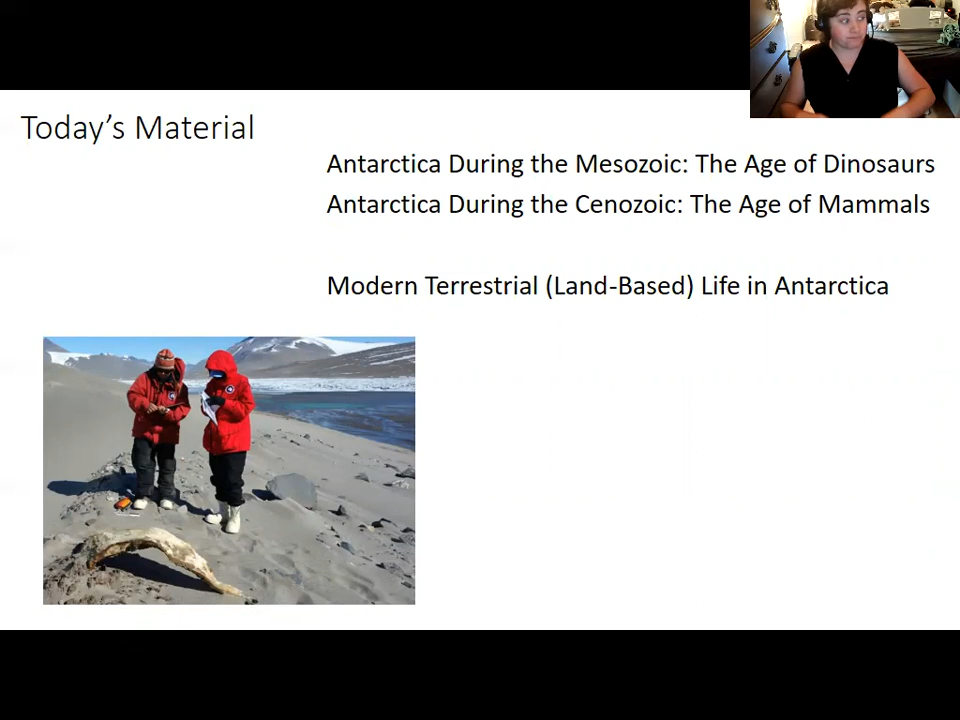 Today's Material
Antarctica During the Mesozoic: The Age of Dinosaurs
Antarctica During the Cenozoic: The Age of Mammals
Modern Terrestrial (Land-Based) Life in Antarctica